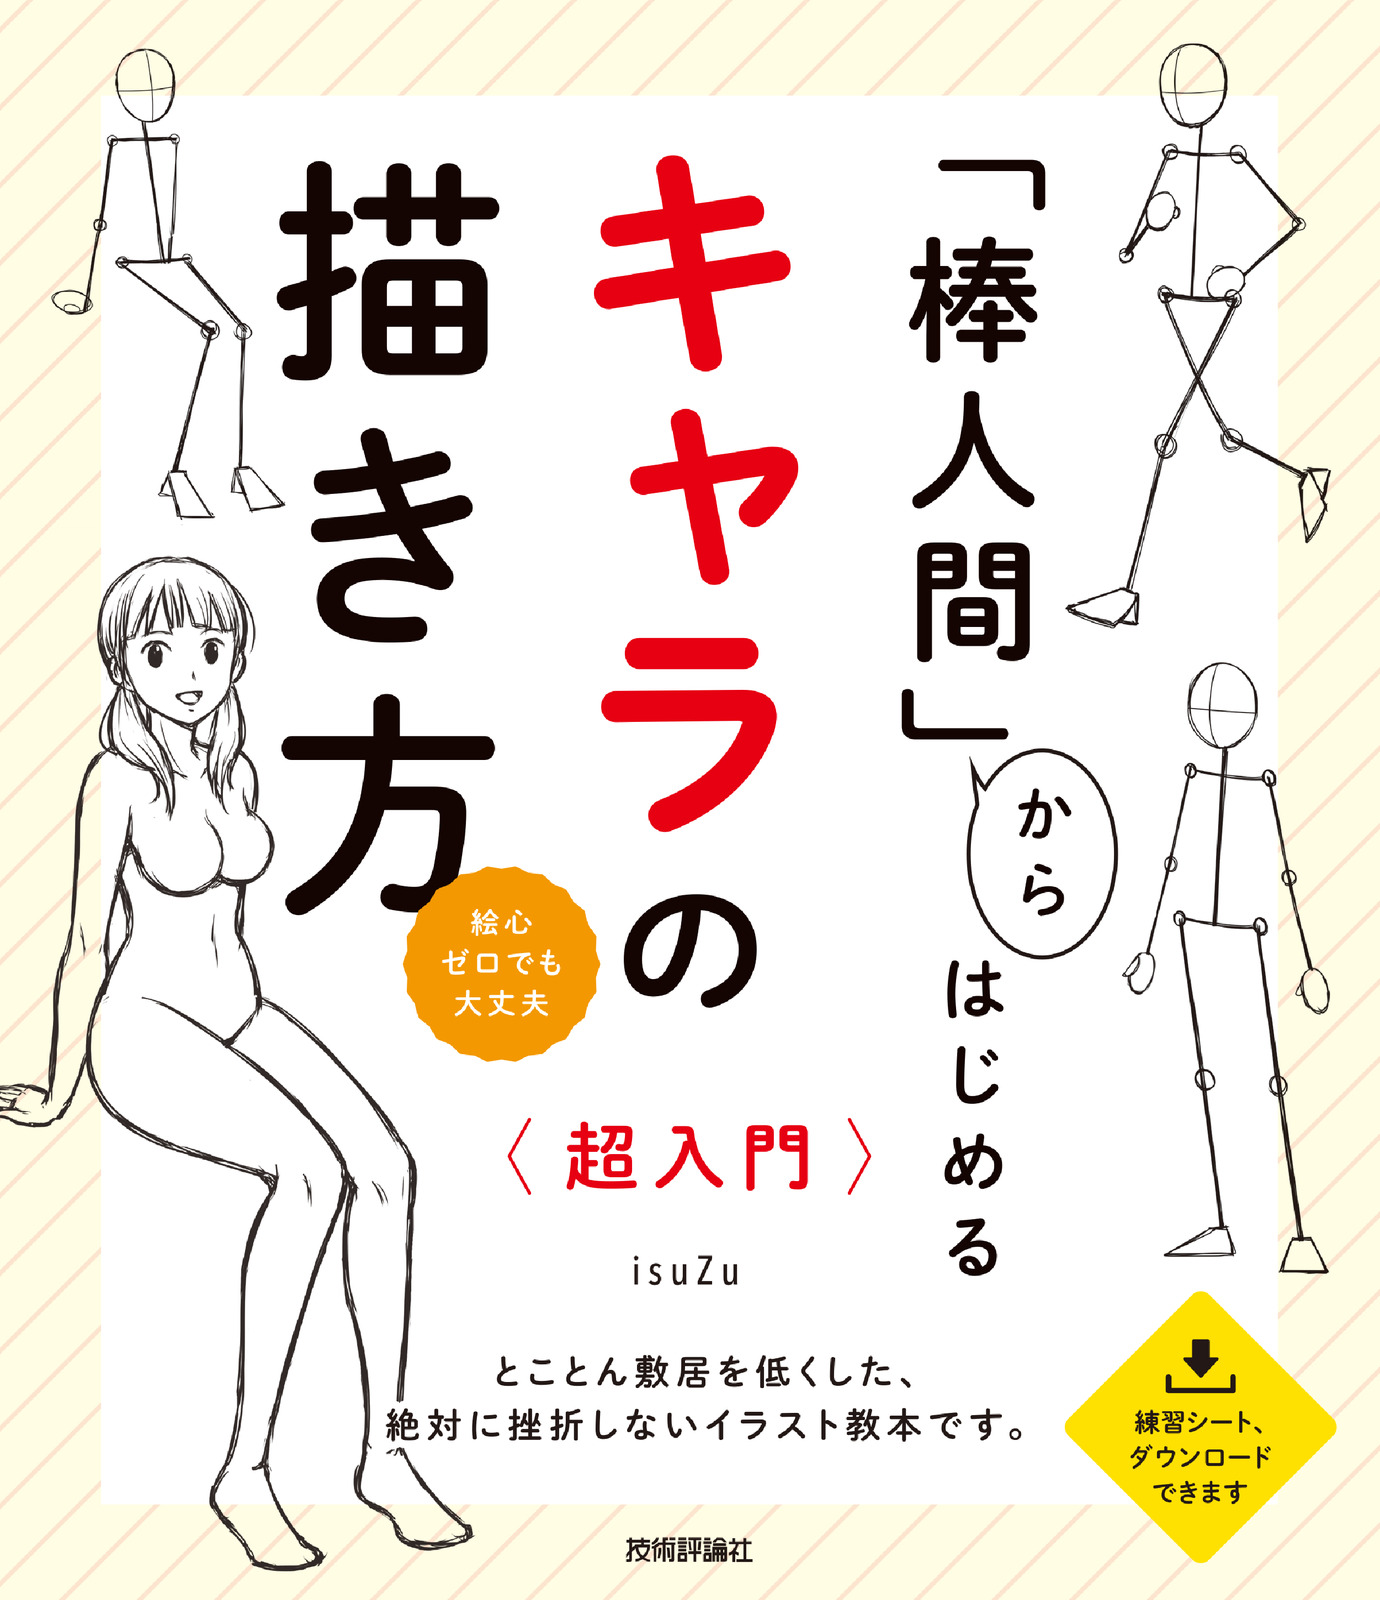 「棒人間」
から
はじめる
キャラの
描き方
絵心
ゼロでも
大丈夫
〈超入門〉
isuZu
とことん敷居を低くした、
絶対に挫折しないイラスト教本です。
練習シート、
ダウンロード
できます
技術評論社